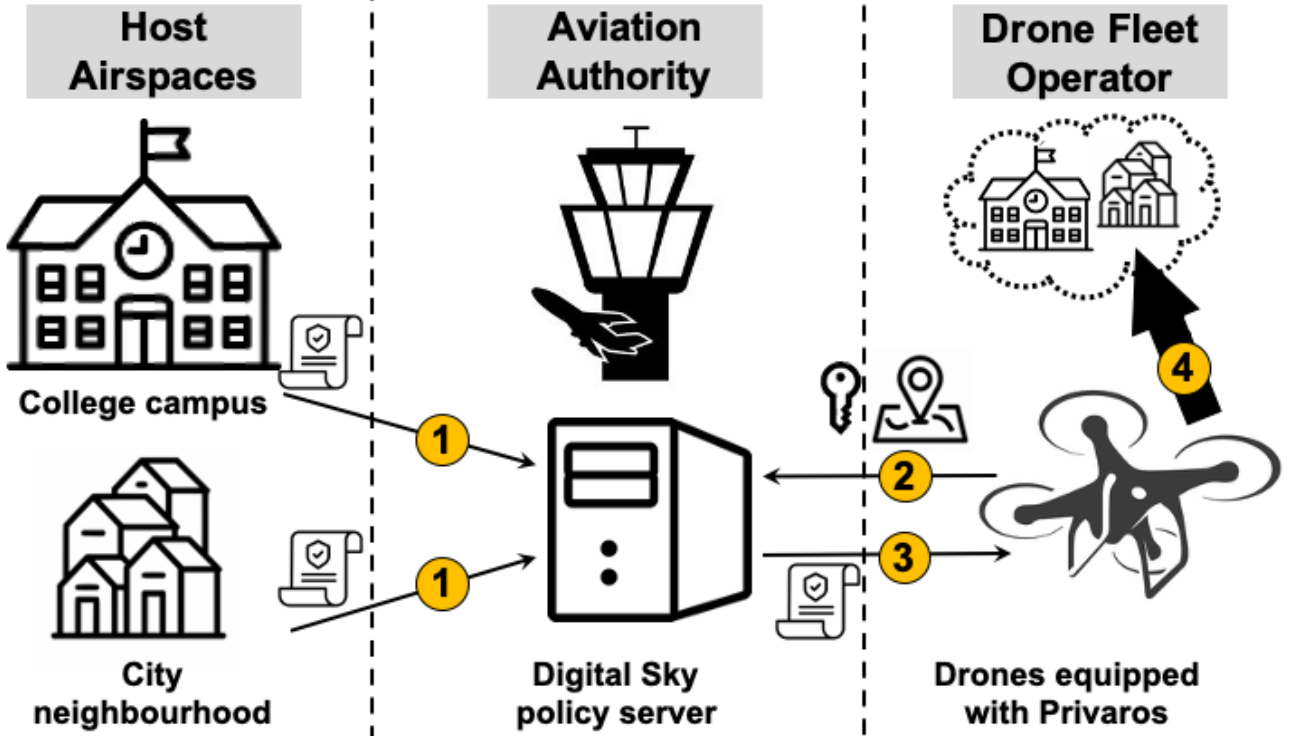 Host
Airspaces
Aviation
Authority
Drone Fleet
Operator
College campus
1
1
2
3
4
City
neighbourhood
Digital Sky
policy server
Drones equipped
with Privaros